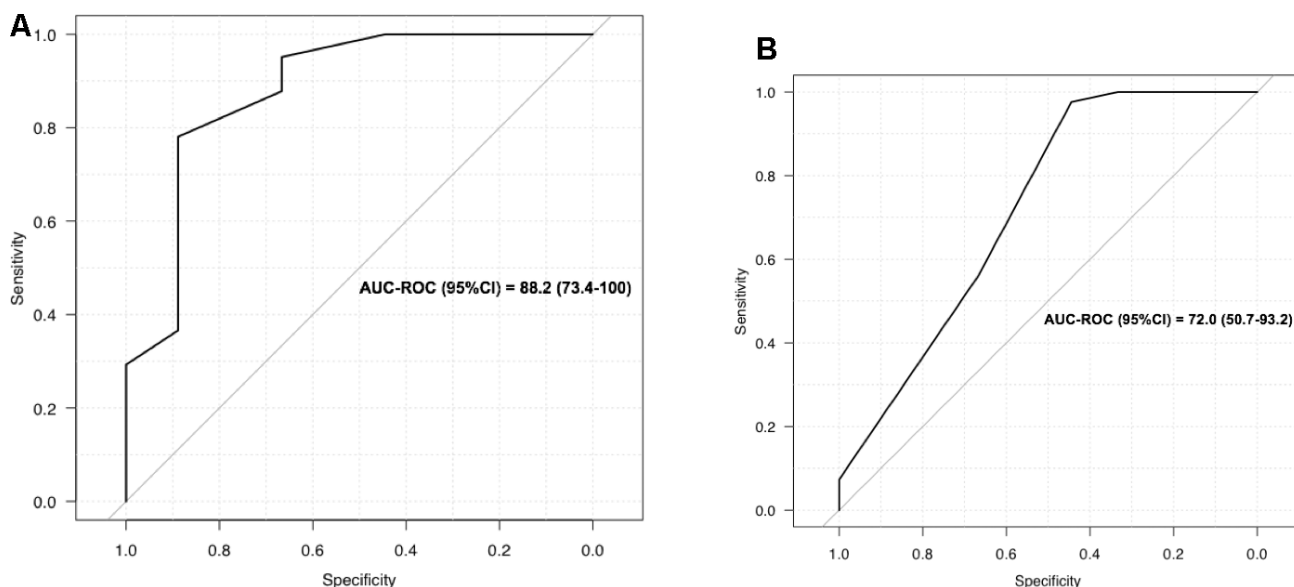 A
1.0
0.8
0.6
0.4
0.2
0.0
Sensitivity
AUC-ROC (95%CI) = 88.2 (73.4-100)
1.0 0.8 0.6 0.4 0.2 0.0
Specificity
B
1.0
0.8
0.6
0.4
0.2
0.0
Sensitivity
AUC-ROC (95%CI) = 72.0 (50.7-93.2)
1.0 0.8 0.6 0.4 0.2 0.0
Specificity